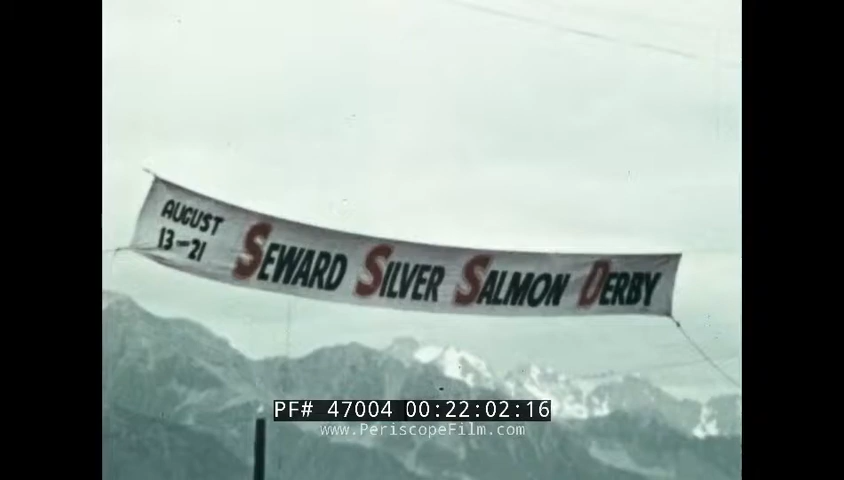 AUGUST
13-21
SEWARD SILVER SALMON DERBY
PF# 47004 00:22:02:16
www.PeriscopeFilm.com